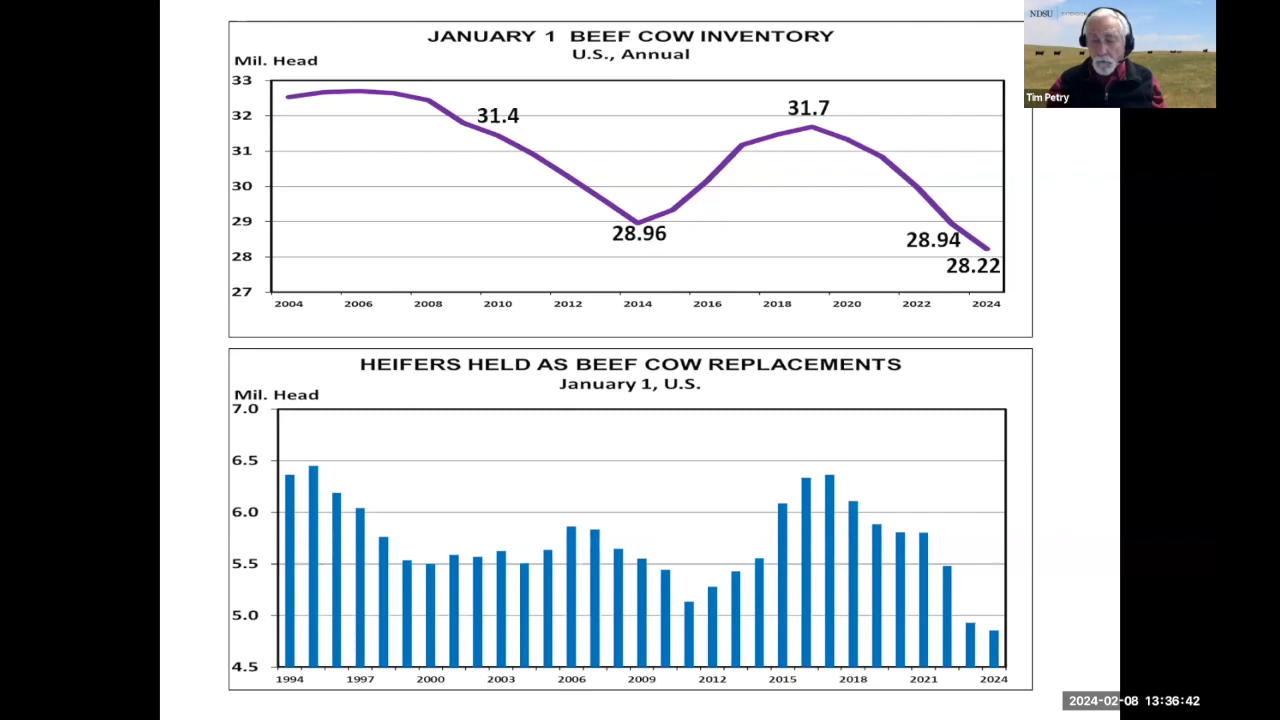 JANUARY 1 BEEF COW INVENTORY
U.S., Annual
Mil. Head
33
32
31
30
29
28
27
31.4
31.7
28.96
28.94
28.22
2004 2006 2008 2010 2012 2014 2016 2018 2020 2022 2024
HEIFERS HELD AS BEEF COW REPLACEMENTS
January 1, U.S.
Mil. Head
7.0
6.5
6.0
5.5
5.0
4.5
1994 1997 2000 2003 2006 2009 2012 2015 2018 2021 2024
NDSU EXTENSION
Tim Petry
2024-02-08 13:36:42